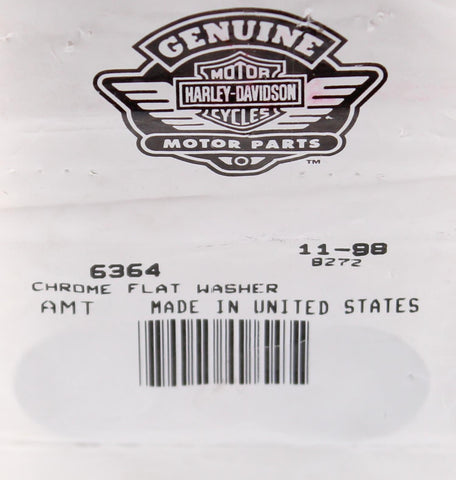 GENUINE
MOTOR
HARLEY-DAVIDSON
CYCLES
MOTOR PARTS
TM
11-98
6364
8272
CHROME FLAT WASHER
AMT MADE IN UNITED STATES